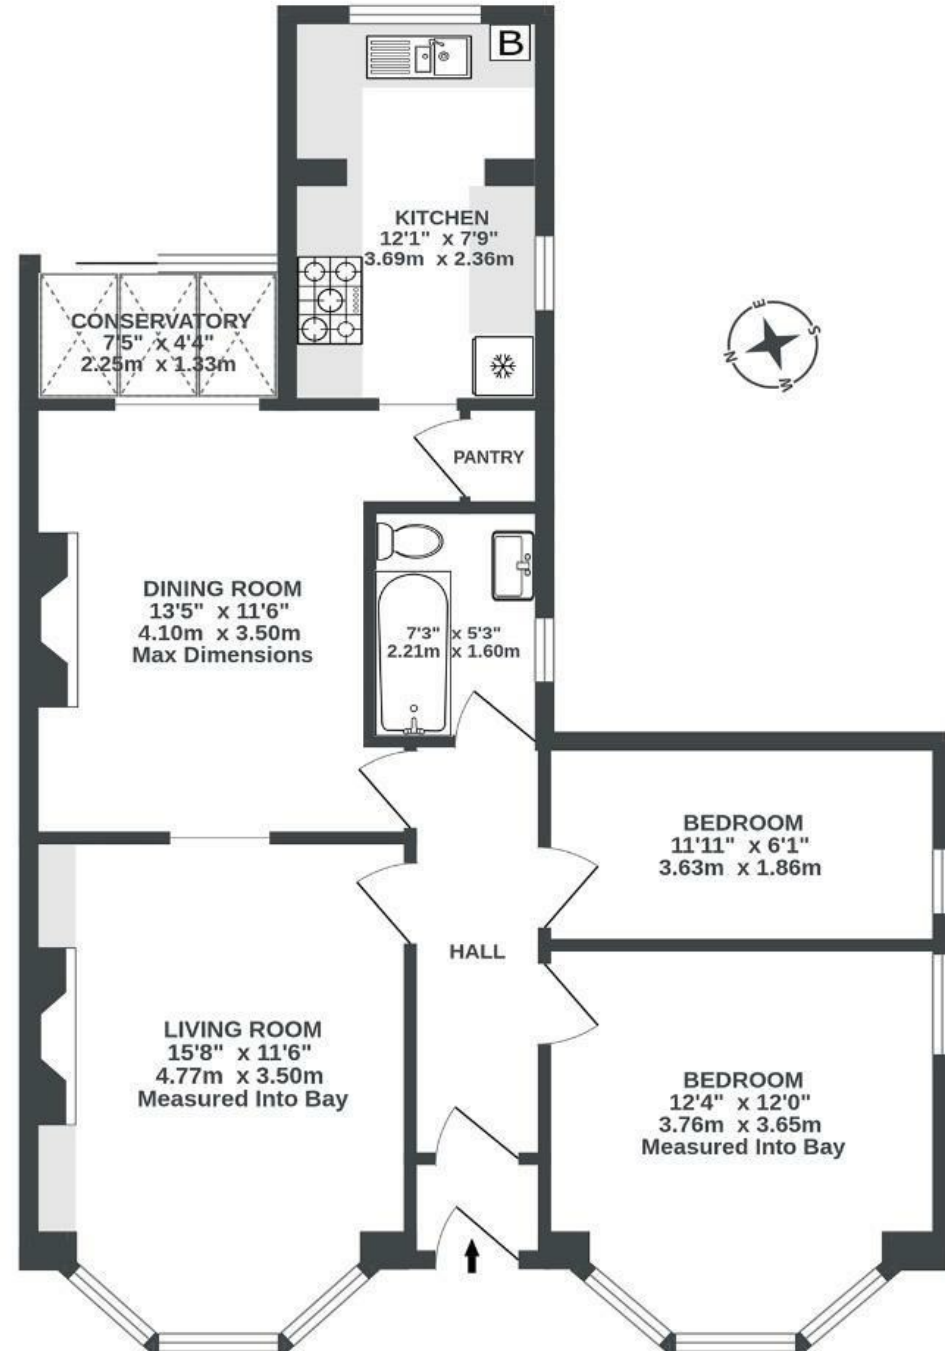 B
KITCHEN
12'1" x 7'9"
3.69m x 2.36m
CONSERVATORY
7'5" x 4'4"
2.25m x 1.33m
E
S
N
W
PANTRY
DINING ROOM
13'5" x 11'6"
4.10m x 3.50m
Max Dimensions
7'3" x 5'3"
2.21m x 1.60m
BEDROOM
11'11" x 6'1"
3.63m x 1.86m
HALL
LIVING ROOM
15'8" x 11'6"
4.77m x 3.50m
Measured Into Bay
BEDROOM
12'4" x 12'0"
3.76m x 3.65m
Measured Into Bay